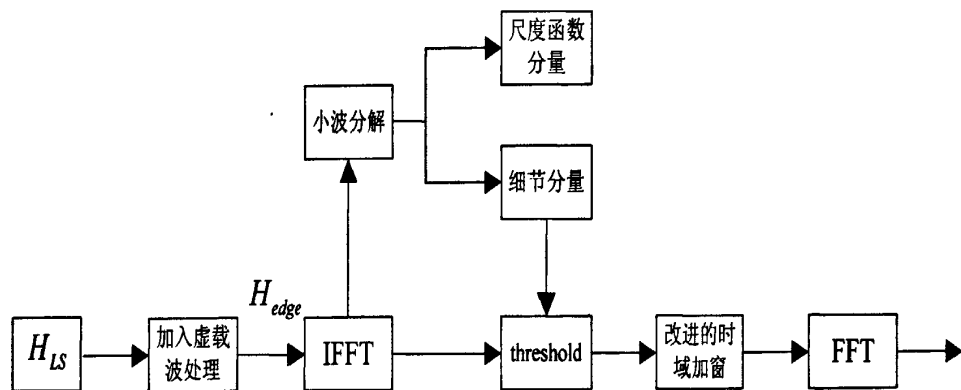 尺度函数
分量
小波分解
细节分量
H_edge
H_LS
加入虚载
波处理
IFFT
threshold
改进的时
域加窗
FFT